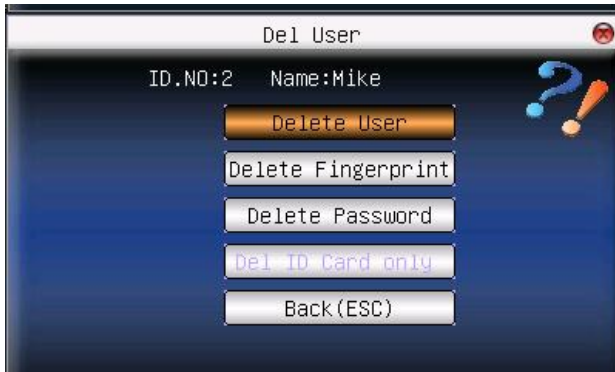 Del User
ID.NO:2 Name:Mike
Delete User
Delete Fingerprint
Delete Password
Del ID Card only
Back(ESC)